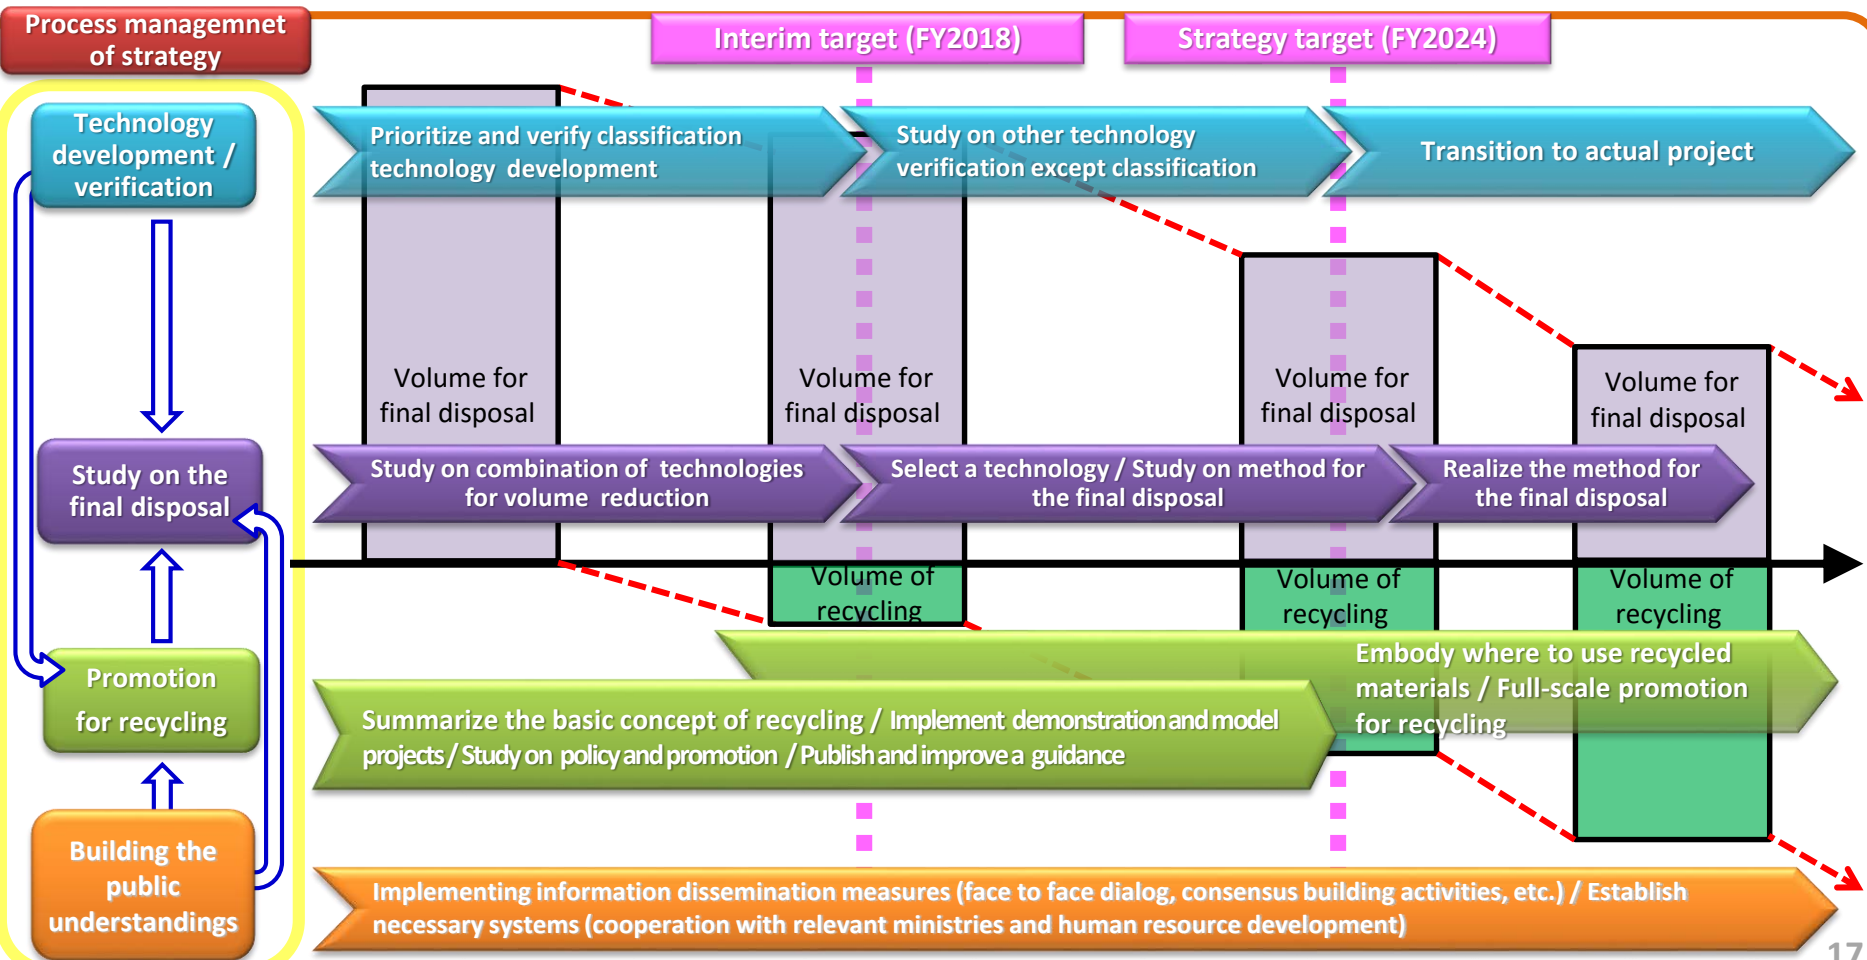 Process managemnet
of strategy
Interim target (FY2018)
Strategy target (FY2024)
Technology
development /
verification
Prioritize and verify classification
technology development
Study on other technology
verification except classification
Transition to actual project
Volume for
final disposal
Volume for
final disposal
Volume for
final disposal
Volume for
final disposal
Study on the
final disposal
Study on combination of technologies
for volume reduction
Select a technology / Study on method for
the final disposal
Realize the method for
the final disposal
Volume of
recycling
Volume of
recycling
Volume of
recycling
Promotion
for recycling
Embody where to use recycled
materials / Full-scale promotion
for recycling
Summarize the basic concept of recycling / Implement demonstration and model
projects / Study on policy and promotion / Publish and improve a guidance
Building the
public
understandings
Implementing information dissemination measures (face to face dialog, consensus building activities, etc.) / Establish
necessary systems (cooperation with relevant ministries and human resource development)
17